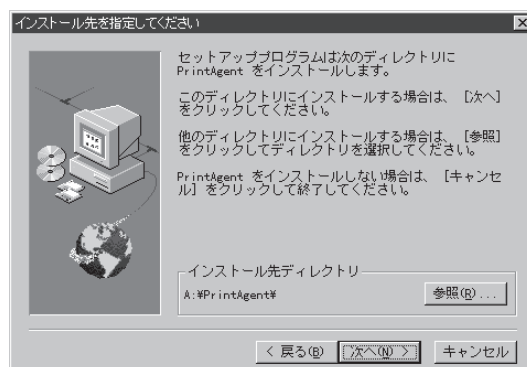 インストール先を指定してください
セットアッププログラムは次のディレクトリに
PrintAgent をインストールします。
このディレクトリにインストールする場合は、 [次へ]
をクリックしてください。
他のディレクトリにインストールする場合は、 [参照]
をクリックしてディレクトリを選択してください。
PrintAgent をインストールしない場合は、 [キャンセ
ル] をクリックして終了してください。
インストール先ディレクトリ
A:¥PrintAgent¥
参照(R)...
< 戻る(B)
次へ(N) >
キャンセル